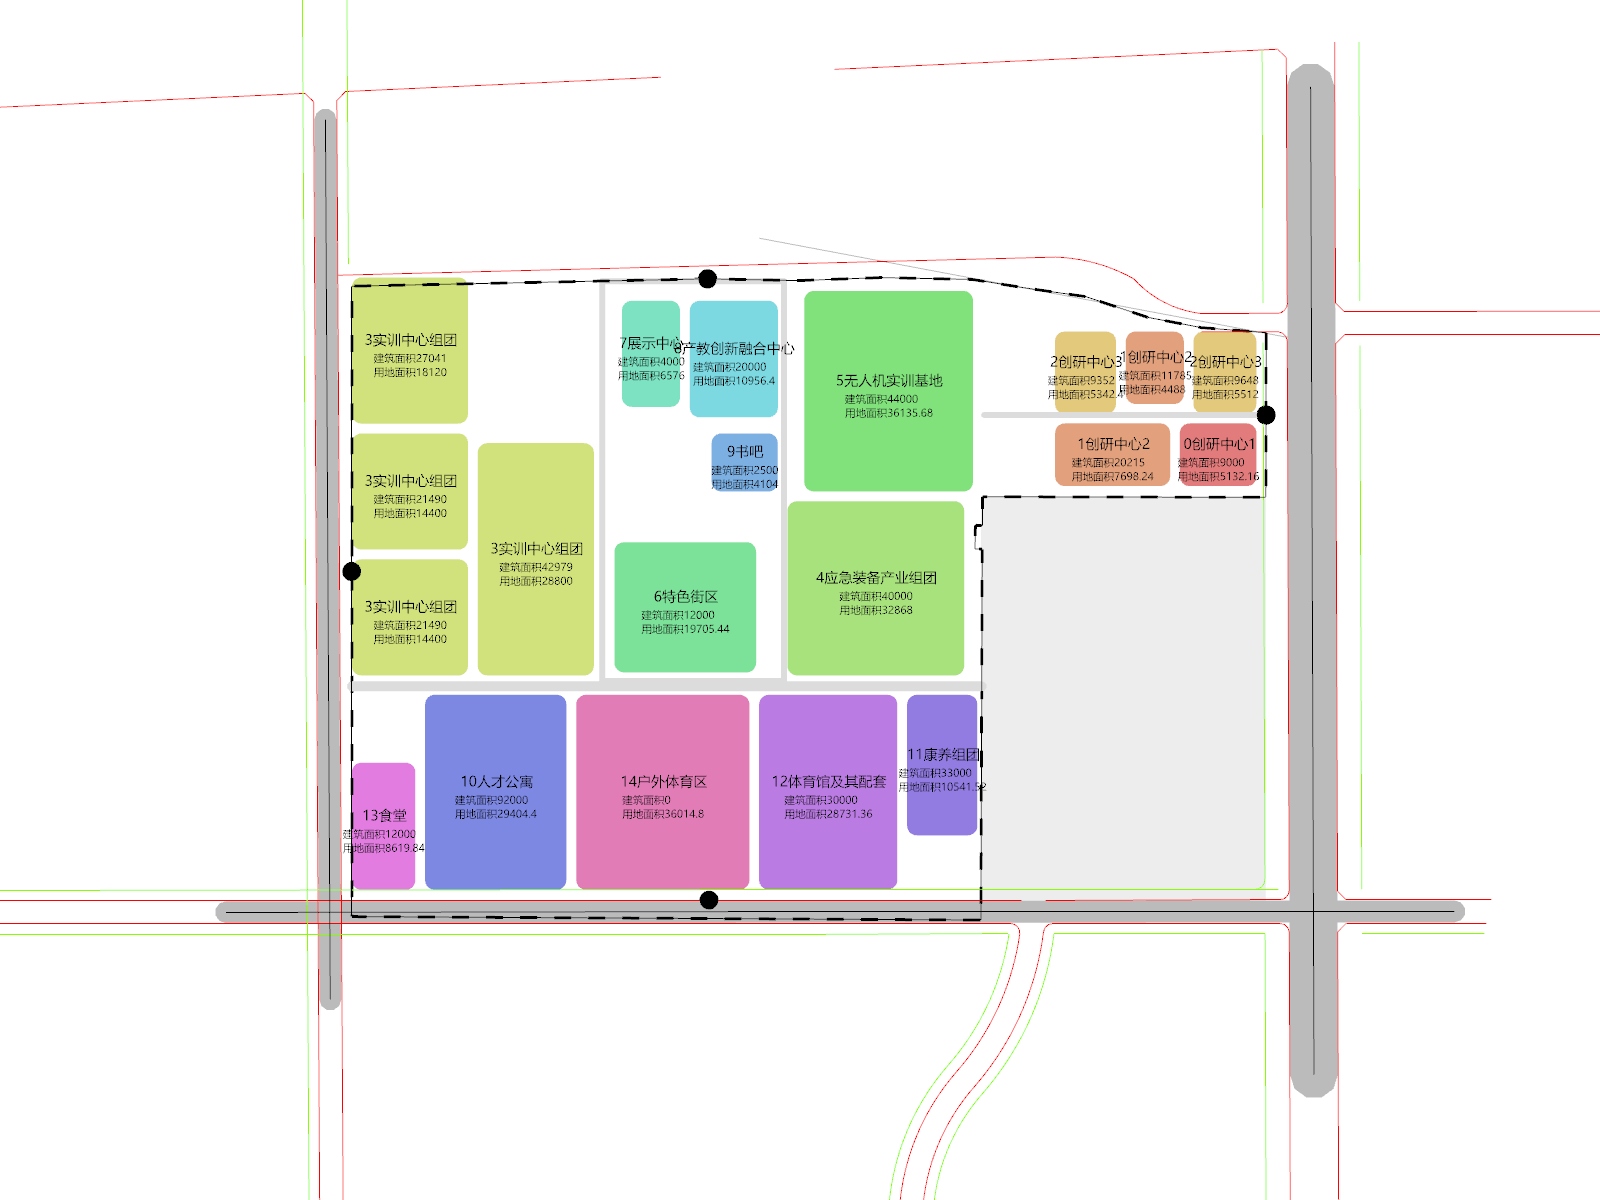 3实训中心组团
建筑面积27041
用地面积18120
7展示中心
建筑面积4000
用地面积6576
8产教创新融合中心
建筑面积20000
用地面积10956.4
5无人机实训基地
建筑面积44000
用地面积36135.68
2创研中心3
建筑面积9352
用地面积5342.4
1创研中心2
建筑面积11785
用地面积4488
2创研中心3
建筑面积9648
用地面积5512
3实训中心组团
建筑面积21490
用地面积14400
9书吧
建筑面积2500
用地面积4104
1创研中心2
建筑面积20215
用地面积7698.24
0创研中心1
建筑面积9000
用地面积5132.16
3实训中心组团
建筑面积42979
用地面积28800
3实训中心组团
建筑面积21490
用地面积14400
6特色街区
建筑面积12000
用地面积19705.44
4应急装备产业组团
建筑面积40000
用地面积32868
13食堂
建筑面积12000
用地面积8619.84
10人才公寓
建筑面积92000
用地面积29404.4
14户外体育区
建筑面积0
用地面积36014.8
12体育馆及其配套
建筑面积30000
用地面积28731.36
11康养组团
建筑面积33000
用地面积10541.52